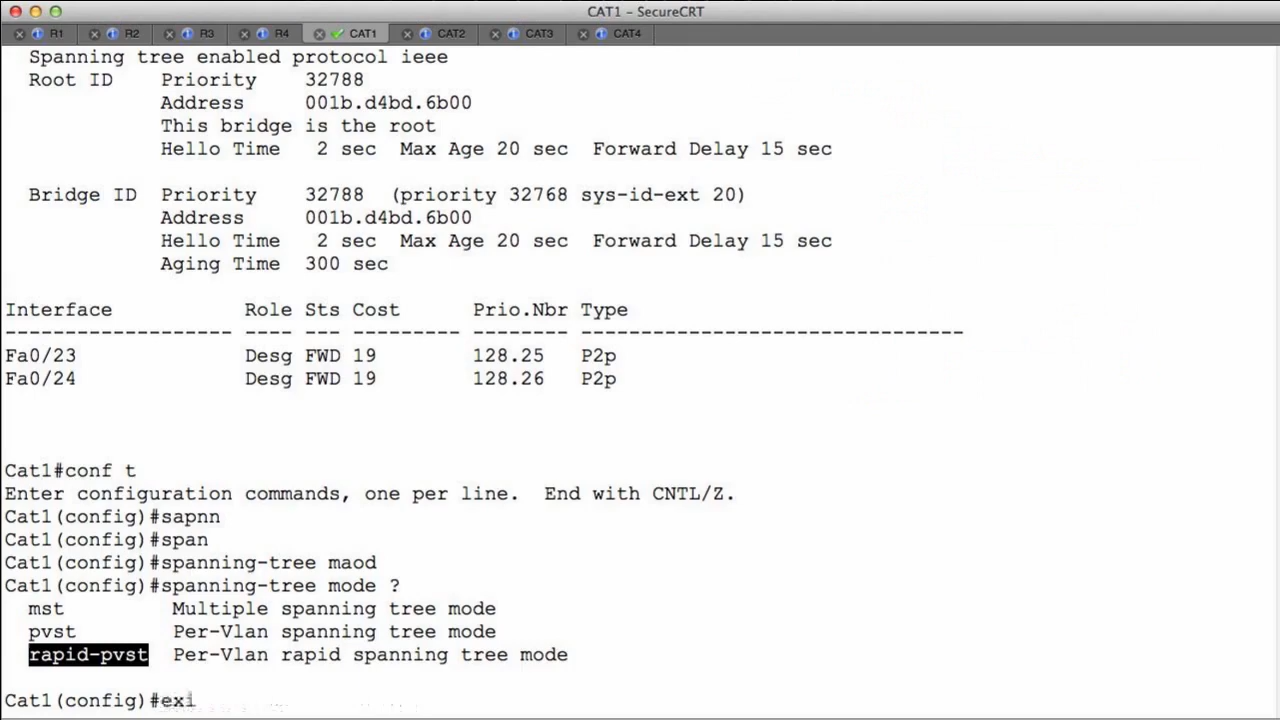 CAT1 – SecureCRT
R1 R2 R3 R4 CAT1 CAT2 CAT3 CAT4
Spanning tree enabled protocol ieee
Root ID Priority 32788
Address 001b.d4bd.6b00
This bridge is the root
Hello Time 2 sec Max Age 20 sec Forward Delay 15 sec
Bridge ID Priority 32788 (priority 32768 sys-id-ext 20)
Address 001b.d4bd.6b00
Hello Time 2 sec Max Age 20 sec Forward Delay 15 sec
Aging Time 300 sec
Interface Role Sts Cost Prio.Nbr Type
------------------- ---- --- --------- -------- --------------------------------
Fa0/23 Desg FWD 19 128.25 P2p
Fa0/24 Desg FWD 19 128.26 P2p
Cat1#conf t
Enter configuration commands, one per line. End with CNTL/Z.
Cat1(config)#sapnn
Cat1(config)#span
Cat1(config)#spanning-tree maod
Cat1(config)#spanning-tree mode ?
mst Multiple spanning tree mode
pvst Per-Vlan spanning tree mode
rapid-pvst Per-Vlan rapid spanning tree mode
Cat1(config)#exi